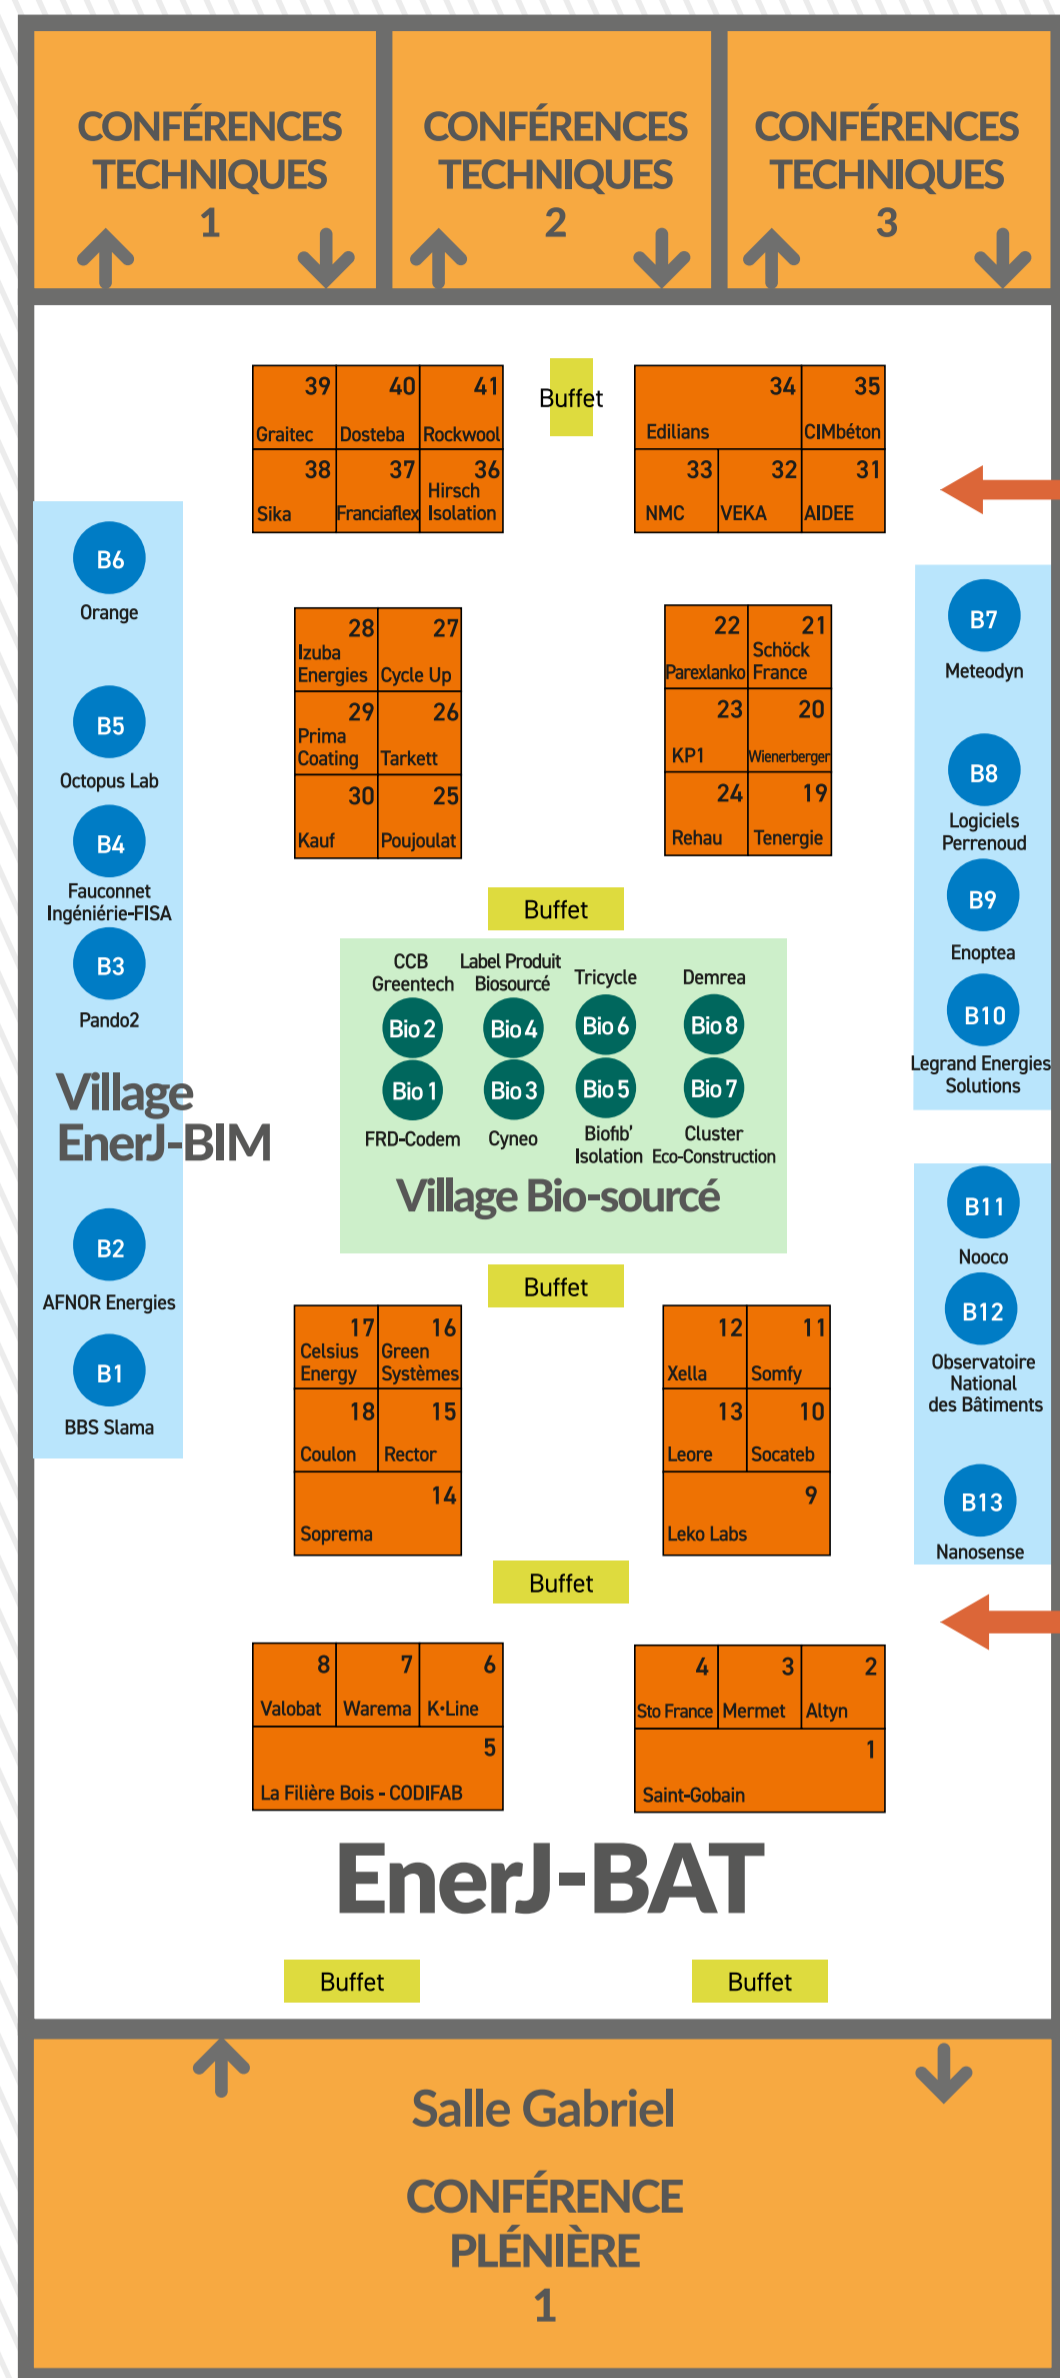 CONFÉRENCES
TECHNIQUES
1
CONFÉRENCES
TECHNIQUES
2
CONFÉRENCES
TECHNIQUES
3
39
Graitec
40
Dosteba
41
Rockwool
38
Sika
37
Franciaflex
36
Hirsch
Isolation
Buffet
34
Edilians
35
CIMbéton
33
NMC
32
VEKA
31
AIDEE
B6
Orange
B5
Octopus Lab
B4
Fauconnet
Ingéniérie-FISA
B3
Pando2
Village
EnerJ-BIM
B2
AFNOR Energies
B1
BBS Slama
28
Izuba
Energies
27
Cycle Up
29
Prima
Coating
26
Tarkett
30
Kauf
25
Poujoulat
22
Parexlanko
21
Schöck
France
23
KP1
20
Wienerberger
24
Rehau
19
Tenergie
B7
Meteodyn
B8
Logiciels
Perrenoud
B9
Enoptea
B10
Legrand Energies
Solutions
Buffet
CCB
Greentech
Bio 2
Label Produit
Biosourcé
Bio 4
Tricycle
Bio 6
Demrea
Bio 8
Bio 1
FRD-Codem
Bio 3
Cyneo
Bio 5
Biofib'
Isolation
Bio 7
Cluster
Eco-Construction
Village Bio-sourcé
Buffet
B11
Nooco
B12
Observatoire
National
des Bâtiments
B13
Nanosense
17
Celsius
Energy
16
Green
Systèmes
18
Coulon
15
Rector
14
Soprema
12
Xella
11
Somfy
13
Leore
10
Socateb
9
Leko Labs
Buffet
8
Valobat
7
Warema
6
K•Line
5
La Filière Bois - CODIFAB
4
Sto France
3
Mermet
2
Altyn
1
Saint-Gobain
EnerJ-BAT
Buffet
Buffet
Salle Gabriel
CONFÉRENCE
PLÉNIÈRE
1